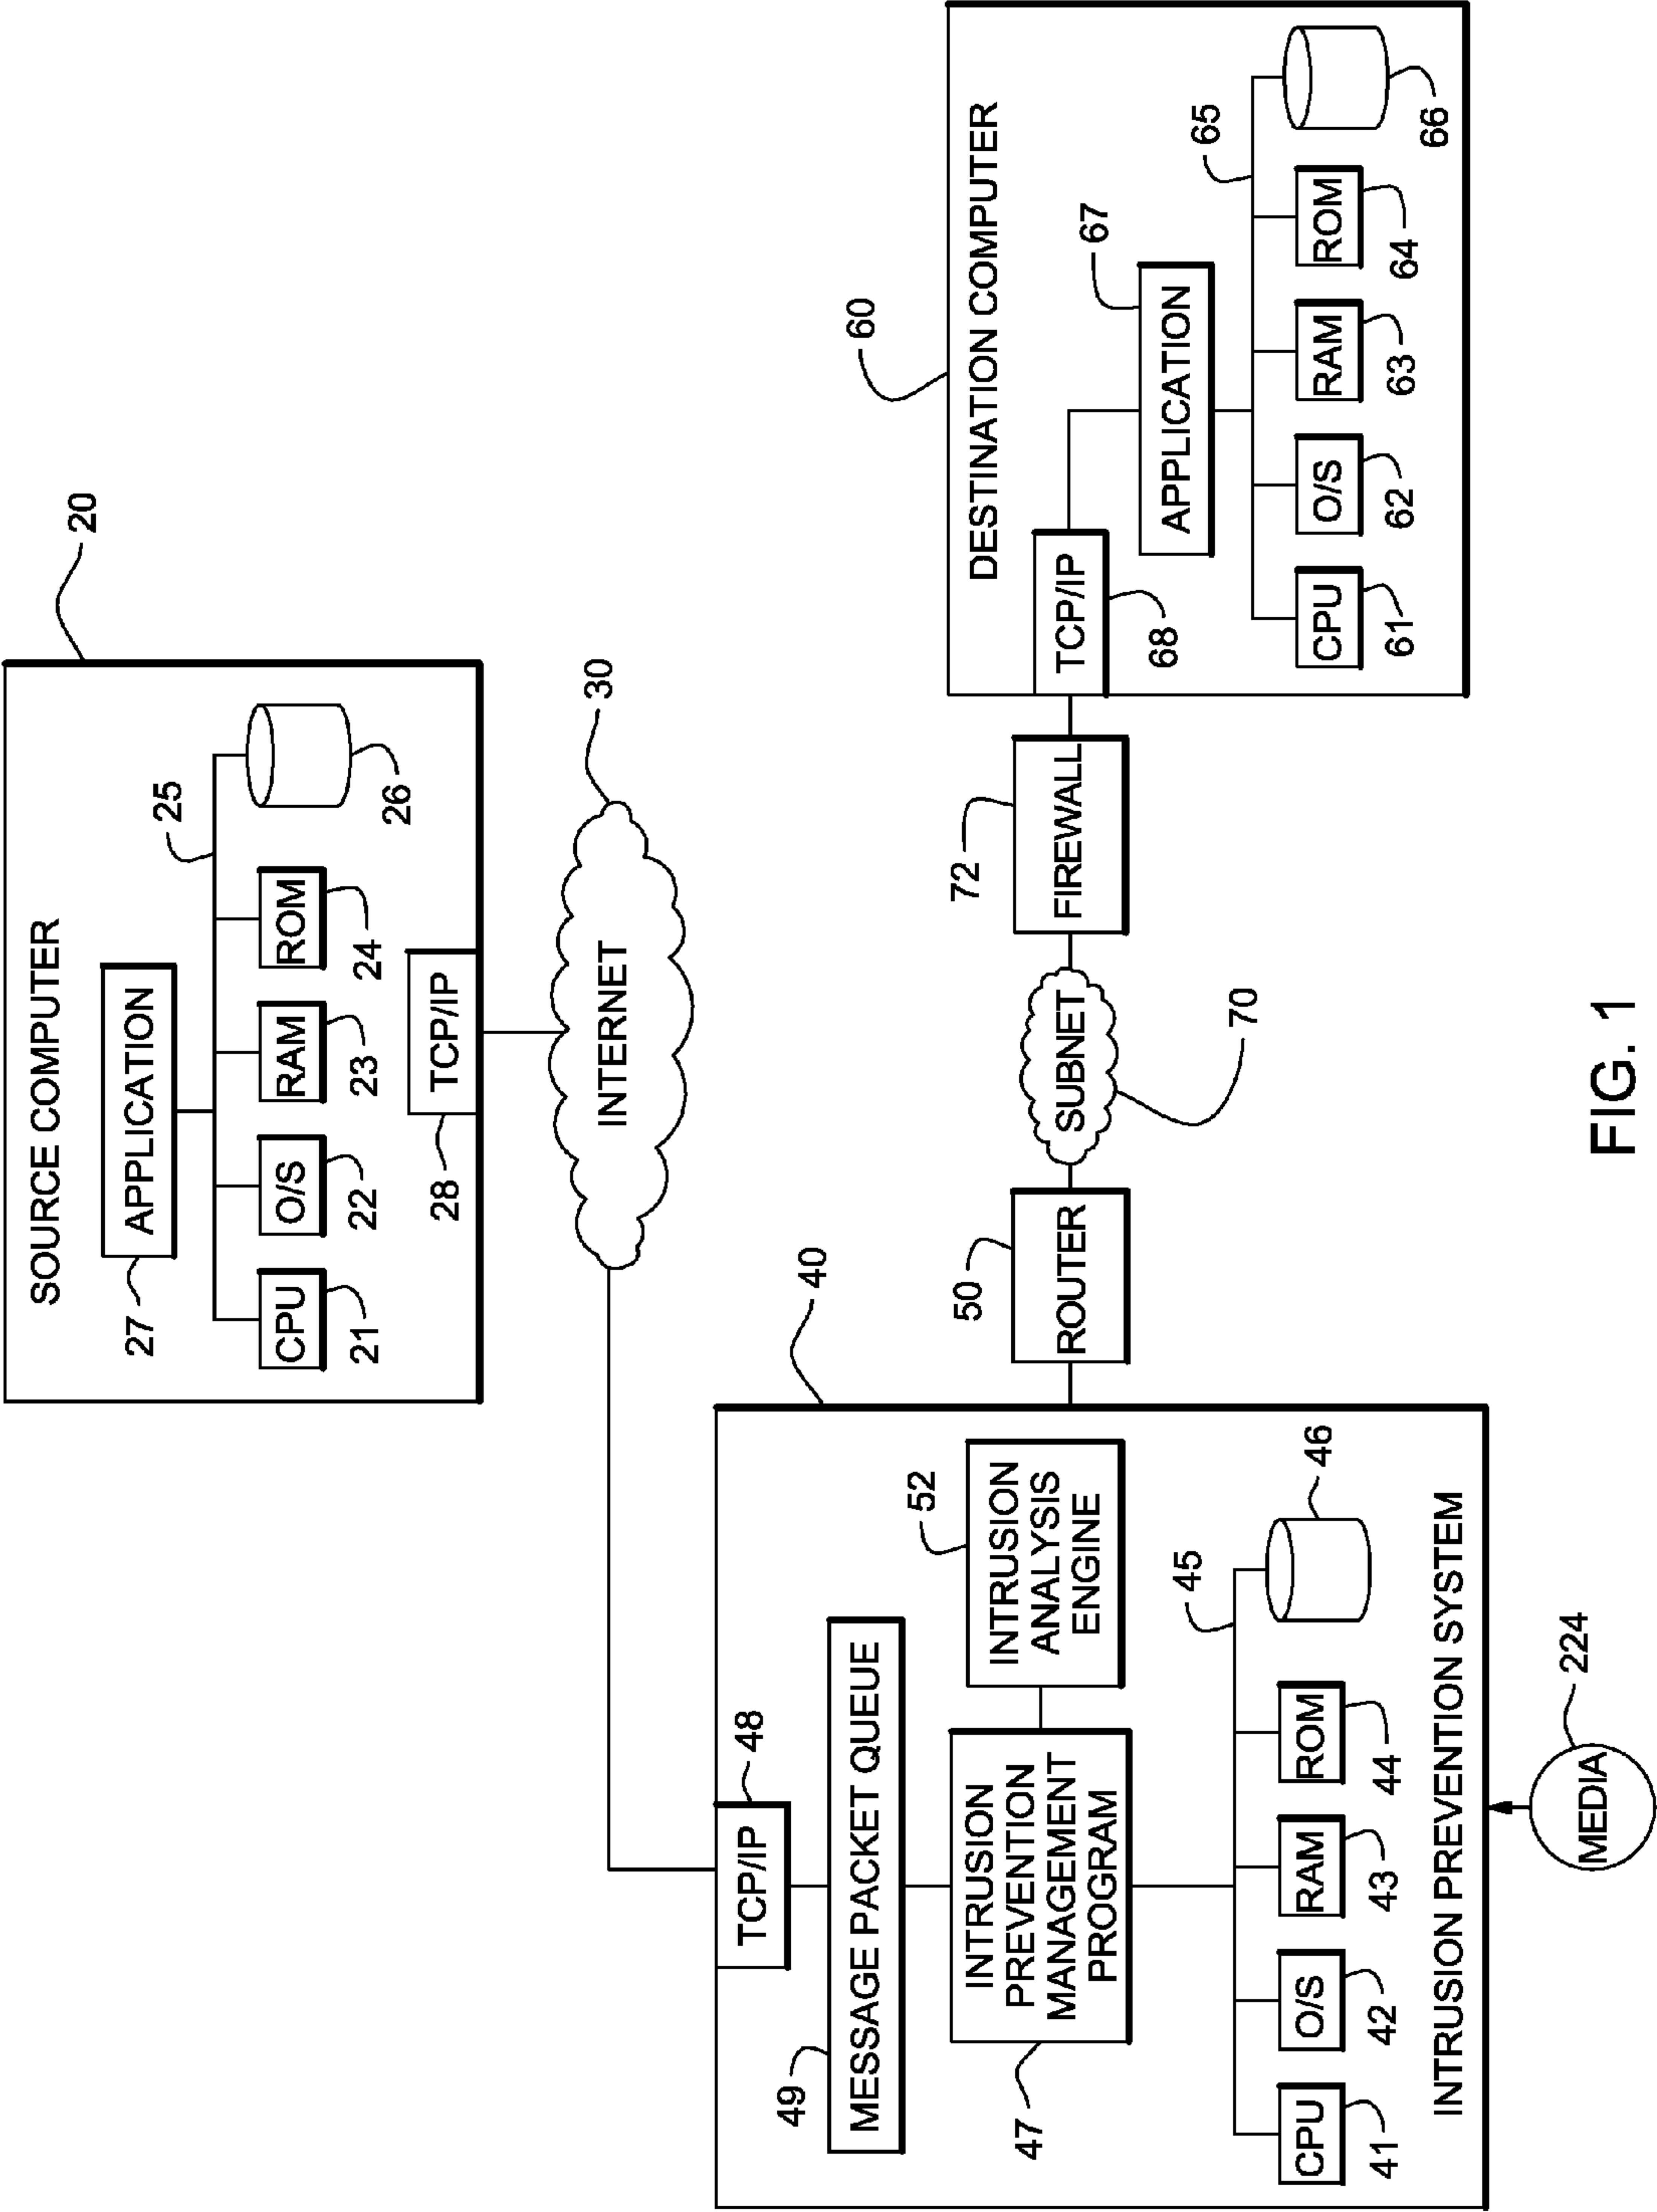 SOURCE COMPUTER
20
APPLICATION
27
25
CPU
21
O/S
22
RAM
23
ROM
24
26
TCP/IP
28
INTERNET
30
40
TCP/IP
48
49
MESSAGE PACKET QUEUE
INTRUSION
PREVENTION
MANAGEMENT
PROGRAM
47
52
INTRUSION
ANALYSIS
ENGINE
45
CPU
41
O/S
42
RAM
43
ROM
44
46
INTRUSION PREVENTION SYSTEM
MEDIA
224
50
ROUTER
SUBNET
70
72
FIREWALL
60
DESTINATION COMPUTER
TCP/IP
68
APPLICATION
67
65
CPU
61
O/S
62
RAM
63
ROM
64
66
FIG. 1